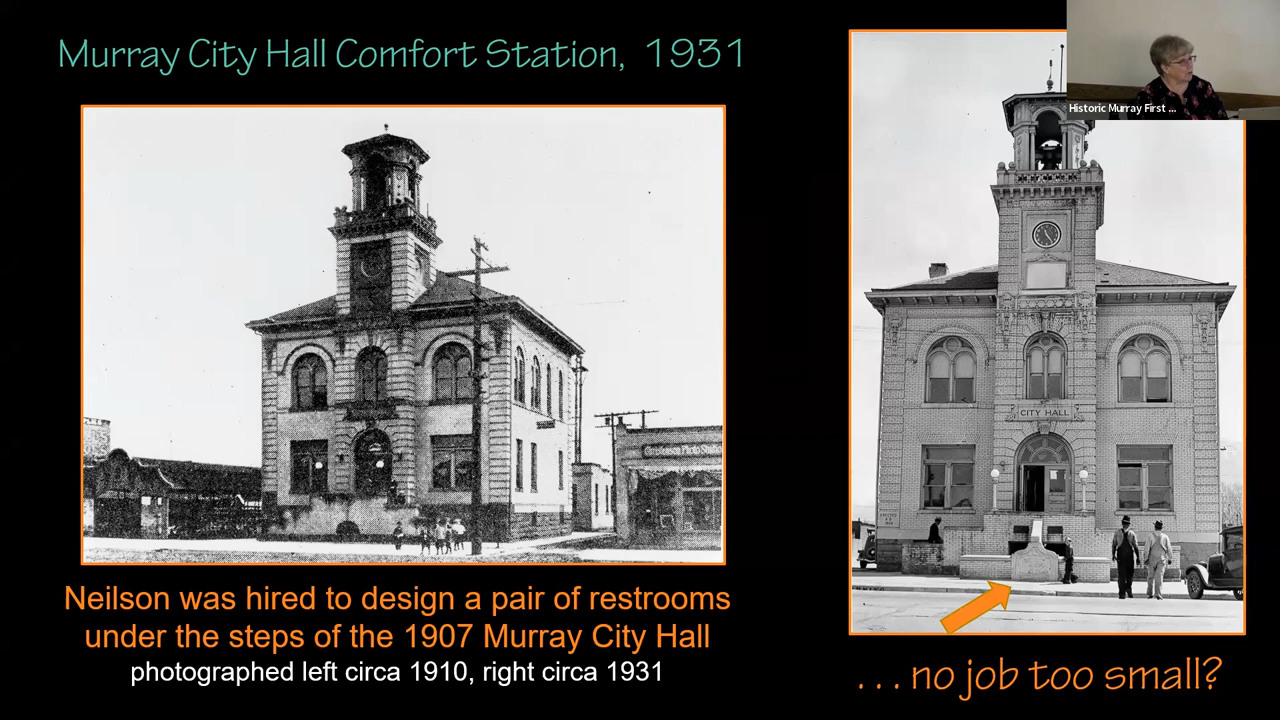 Murray City Hall Comfort Station, 1931
Historic Murray First ...
CITY HALL
Neilson was hired to design a pair of restrooms
under the steps of the 1907 Murray City Hall
photographed left circa 1910, right circa 1931
. . . no job too small?